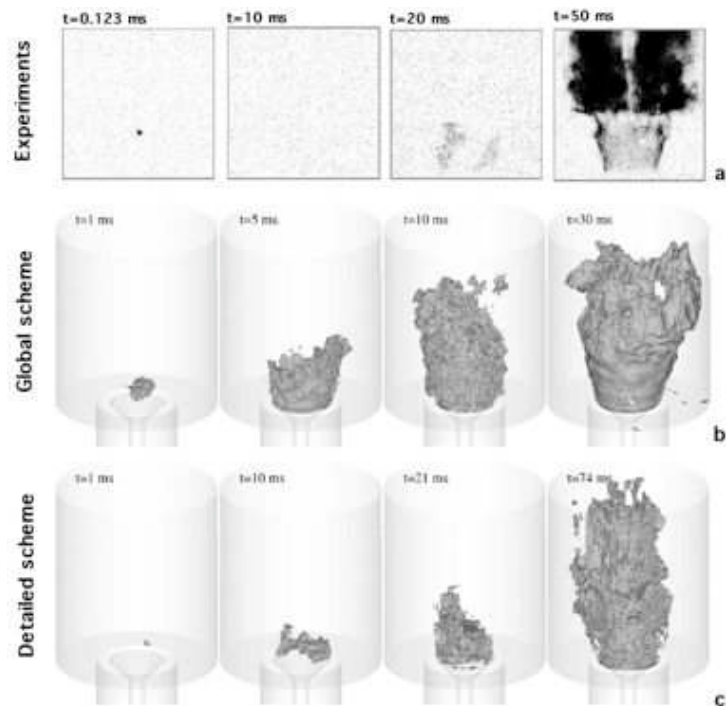 t=0.123 ms
t=10 ms
t=20 ms
t=50 ms
Experiments
a
t=1 ms
t=5 ms
t=10 ms
t=30 ms
Global scheme
b
t=1 ms
t=10 ms
t=21 ms
t=74 ms
Detailed scheme
c